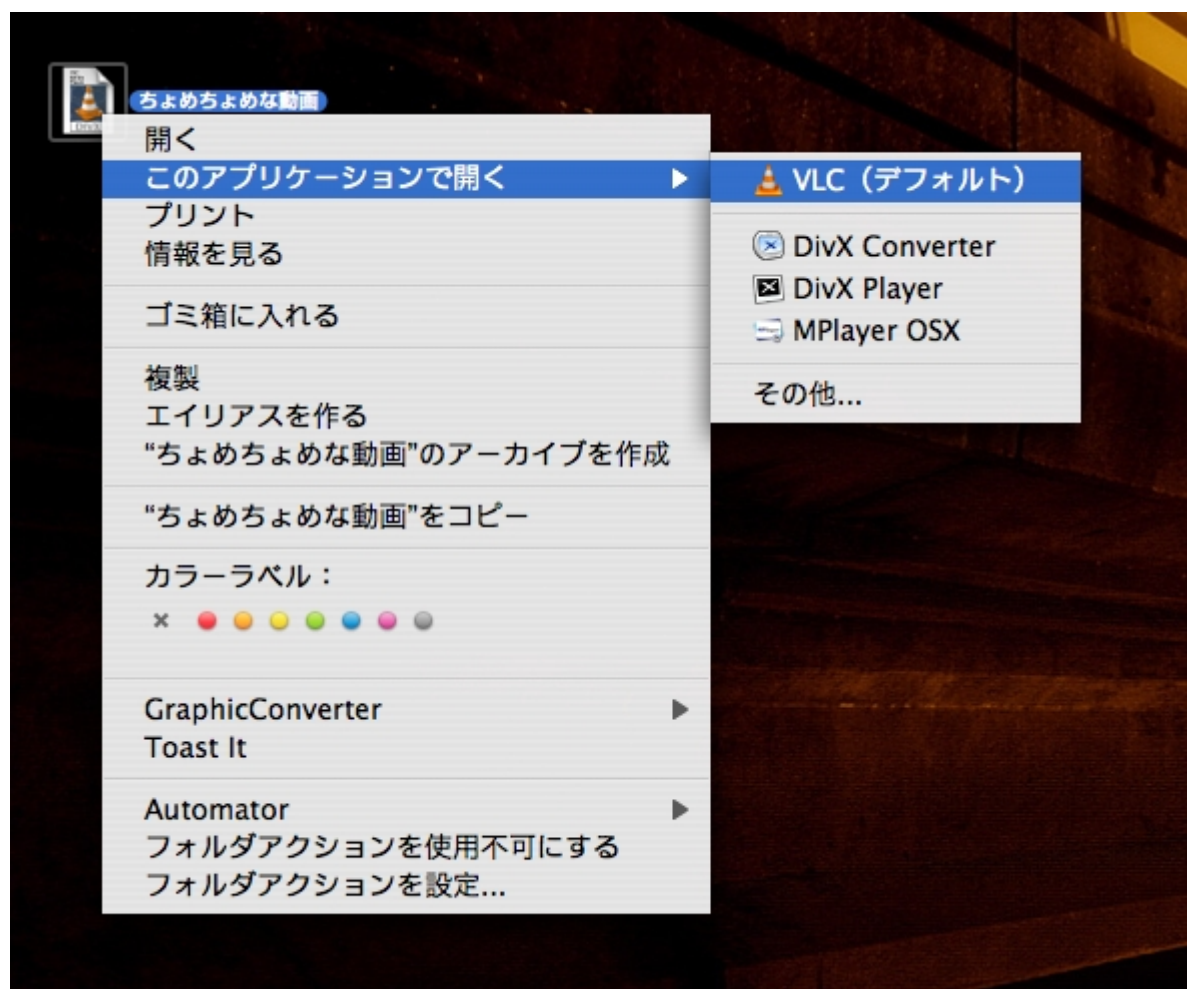 ちょめちょめな動画
開く
このアプリケーションで開く
プリント
情報を見る
ゴミ箱に入れる
複製
エイリアスを作る
“ちょめちょめな動画”のアーカイブを作成
“ちょめちょめな動画”をコピー
カラーラベル：
GraphicConverter
Toast It
Automator
フォルダアクションを使用不可にする
フォルダアクションを設定...
VLC（デフォルト）
DivX Converter
DivX Player
MPlayer OSX
その他...